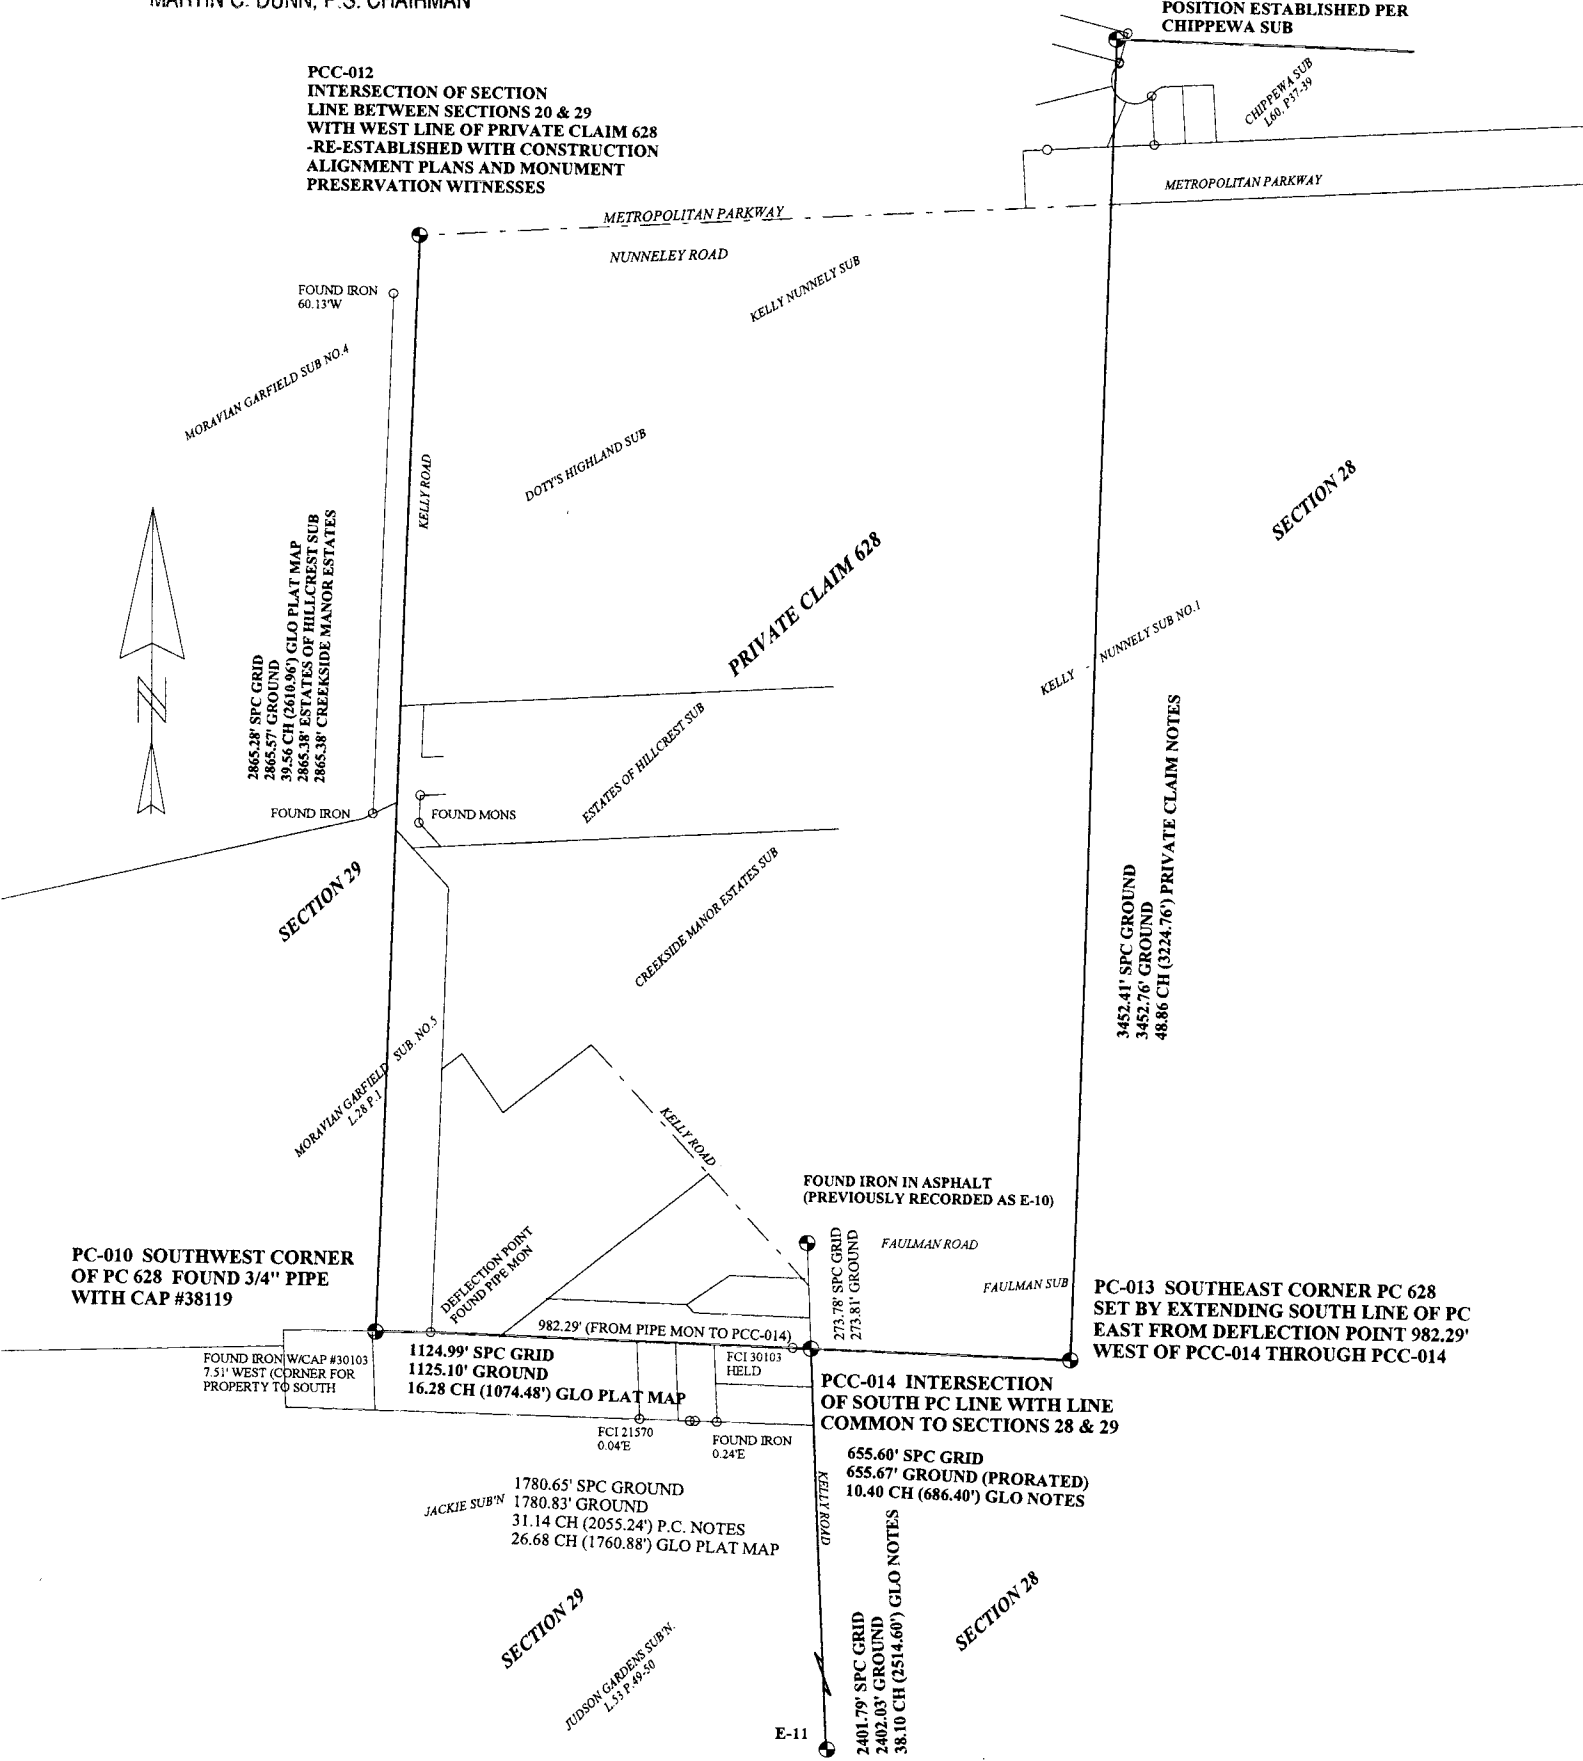 MARTIN C. DUNN, P.S. CHAIRMAN
POSITION ESTABLISHED PER
CHIPPEWA SUB
PCC-012
INTERSECTION OF SECTION
LINE BETWEEN SECTIONS 20 & 29
WITH WEST LINE OF PRIVATE CLAIM 628
-RE-ESTABLISHED WITH CONSTRUCTION
ALIGNMENT PLANS AND MONUMENT
PRESERVATION WITNESSES
CHIPPEWA SUB
L60, P37-39
METROPOLITAN PARKWAY
METROPOLITAN PARKWAY
NUNNELEY ROAD
KELLY NUNNELY SUB
FOUND IRON
60.13'W
MORAVIAN GARFIELD SUB NO.4
KELLY ROAD
DOTY'S HIGHLAND SUB
SECTION 28
PRIVATE CLAIM 628
N
2865.28' SPC GRID
2865.57' GROUND
39.56 CH (2610.96') GLO PLAT MAP
2865.38' ESTATES OF HILLCREST SUB
2865.38' CREEKSIDE MANOR ESTATES
KELLY - NUNNELY SUB NO.1
ESTATES OF HILLCREST SUB
FOUND IRON
FOUND MONS
SECTION 29
CREEKSIDE MANOR ESTATES SUB
3452.41' SPC GROUND
3452.76' GROUND
48.86 CH (3224.76') PRIVATE CLAIM NOTES
MORAVIAN GARFIELD SUB. NO.5
L.28 P.1
KELLY ROAD
FOUND IRON IN ASPHALT
(PREVIOUSLY RECORDED AS E-10)
PC-010 SOUTHWEST CORNER
OF PC 628 FOUND 3/4" PIPE
WITH CAP #38119
DEFLECTION POINT
FOUND PIPE MON
273.78' SPC GRID
273.81' GROUND
FAULMAN ROAD
FAULMAN SUB
PC-013 SOUTHEAST CORNER PC 628
SET BY EXTENDING SOUTH LINE OF PC
EAST FROM DEFLECTION POINT 982.29'
WEST OF PCC-014 THROUGH PCC-014
982.29' (FROM PIPE MON TO PCC-014)
FOUND IRON W/CAP #30103
7.51' WEST (CORNER FOR
PROPERTY TO SOUTH
1124.99' SPC GRID
1125.10' GROUND
16.28 CH (1074.48') GLO PLAT MAP
FCI 30103
HELD
PCC-014 INTERSECTION
OF SOUTH PC LINE WITH LINE
COMMON TO SECTIONS 28 & 29
FCI 21570
0.04'E
FOUND IRON
0.24'E
655.60' SPC GRID
655.67' GROUND (PRORATED)
10.40 CH (686.40') GLO NOTES
JACKIE SUB'N
1780.65' SPC GROUND
1780.83' GROUND
31.14 CH (2055.24') P.C. NOTES
26.68 CH (1760.88') GLO PLAT MAP
KELLY ROAD
SECTION 29
SECTION 28
JUDSON GARDENS SUB'N.
L.53 P.49-50
2401.79' SPC GRID
2402.03' GROUND
38.10 CH (2514.60') GLO NOTES
E-11